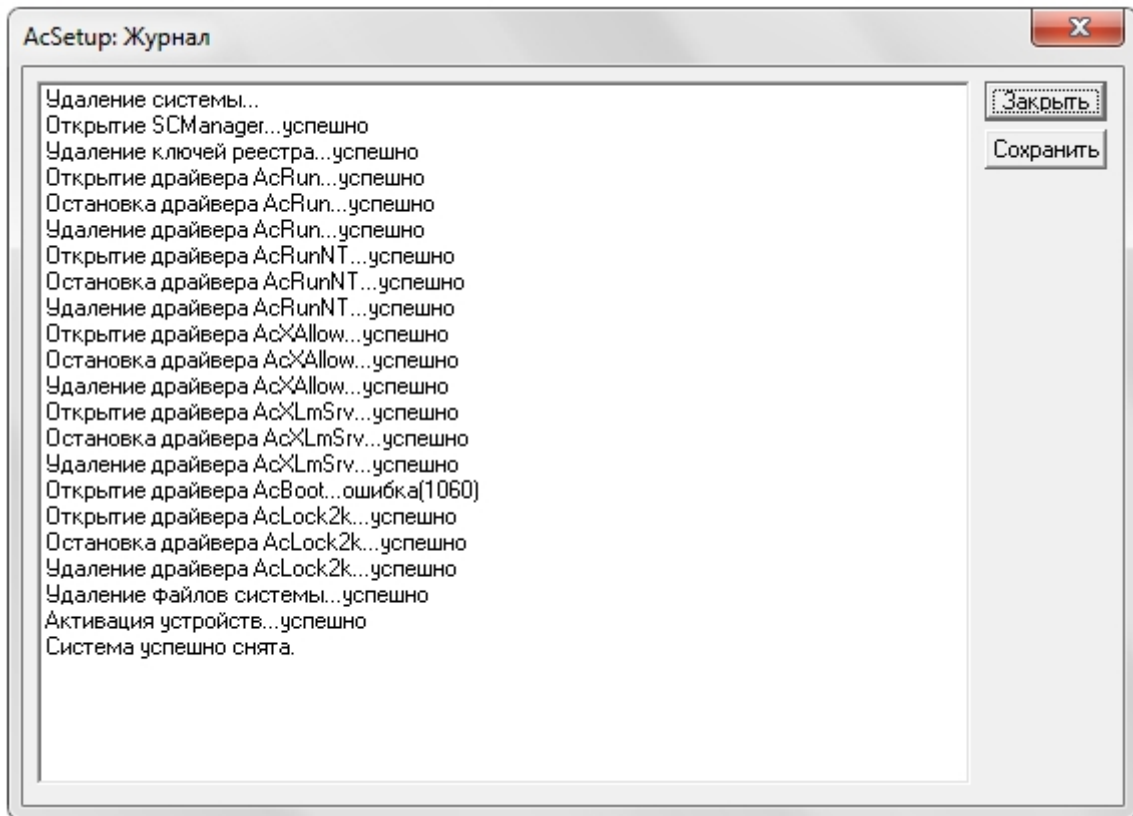 AcSetup: Журнал
Удаление системы...
Открытие SCManager...успешно
Удаление ключей реестра...успешно
Открытие драйвера AcRun...успешно
Остановка драйвера AcRun...успешно
Удаление драйвера AcRun...успешно
Открытие драйвера AcRunNT...успешно
Остановка драйвера AcRunNT...успешно
Удаление драйвера AcRunNT...успешно
Открытие драйвера AcXAllow...успешно
Остановка драйвера AcXAllow...успешно
Удаление драйвера AcXAllow...успешно
Открытие драйвера AcXLmSrv...успешно
Остановка драйвера AcXLmSrv...успешно
Удаление драйвера AcXLmSrv...успешно
Открытие драйвера AcBoot...ошибка(1060)
Открытие драйвера AcLock2k...успешно
Остановка драйвера AcLock2k...успешно
Удаление драйвера AcLock2k...успешно
Удаление файлов системы...успешно
Активация устройств...успешно
Система успешно снята.
Закрыть
Сохранить